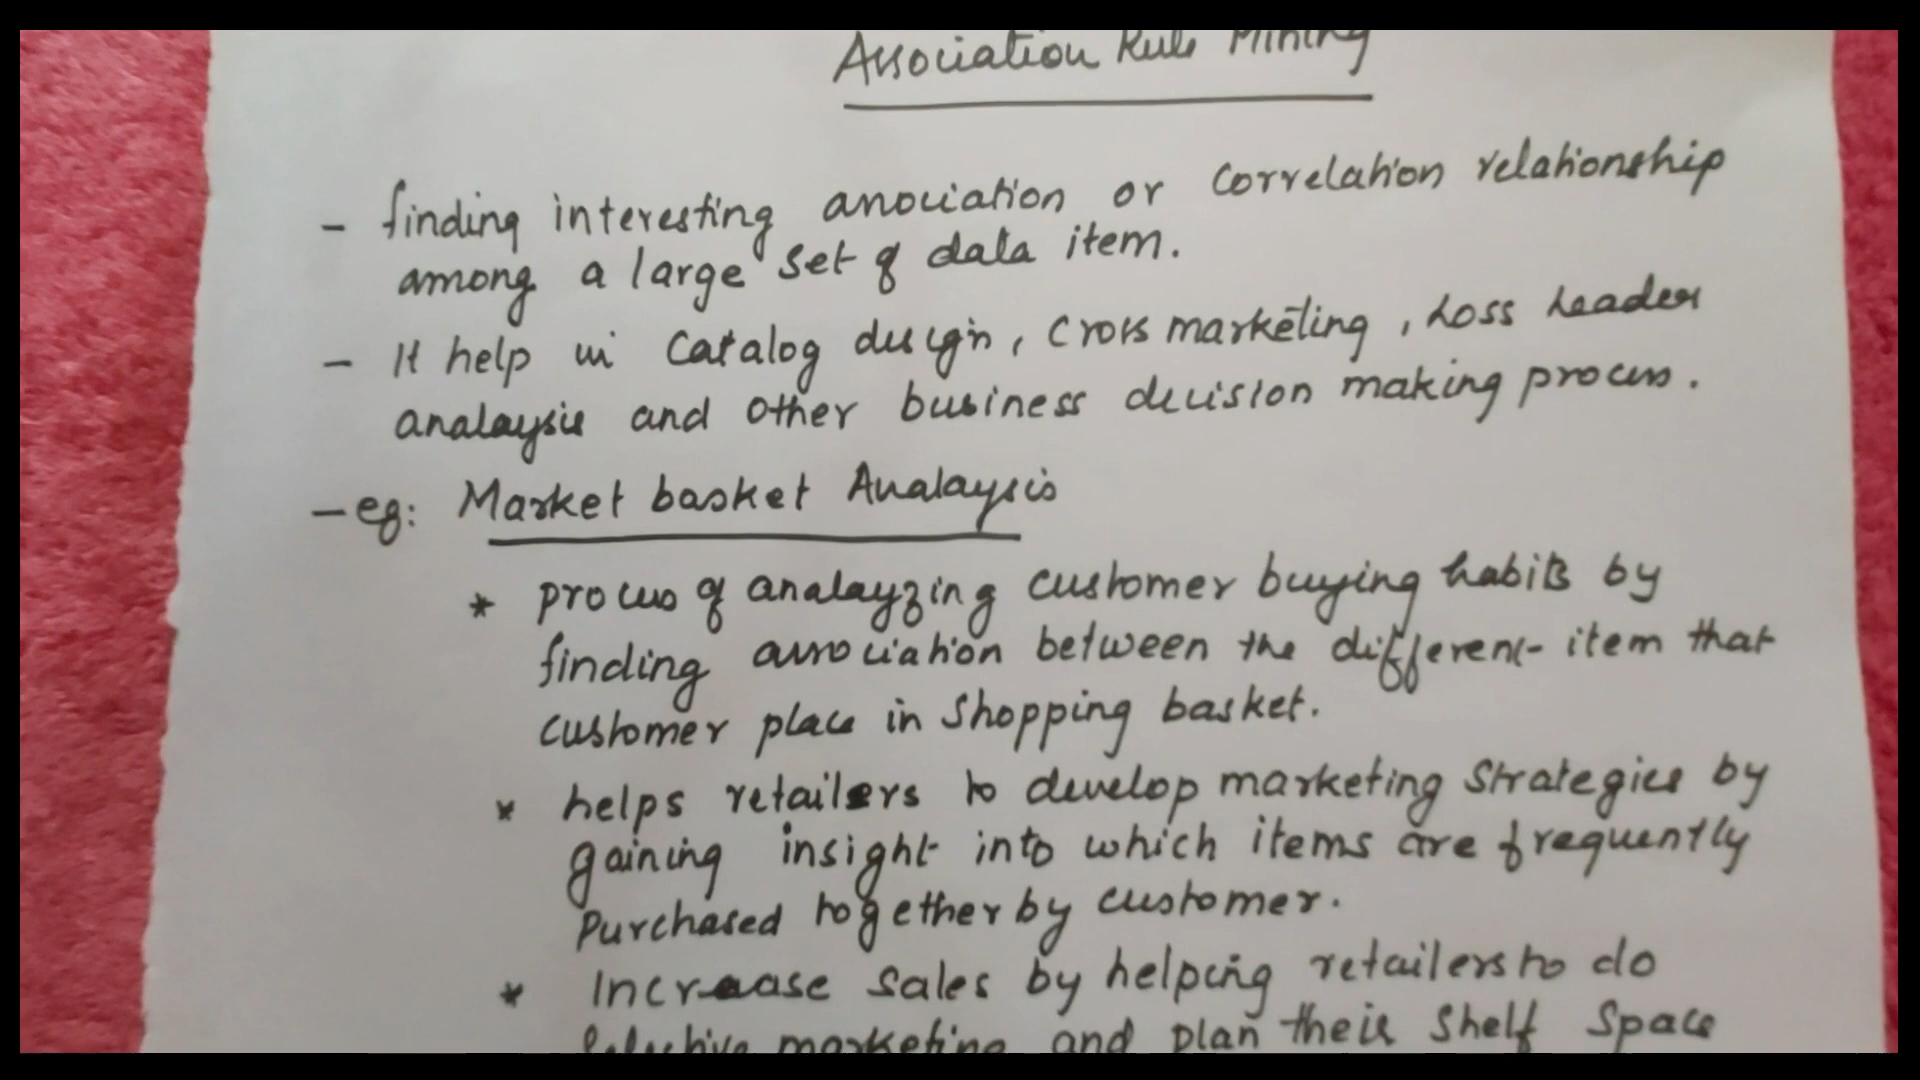 Association Rule Mining
- finding interesting association or correlation relationship
among a large set of data item.
- It help in Catalog design, Cross marketing, Loss Leader
analaysis and other business decision making process.
- eg: Market basket Analaysis
* process of analayzing customer buying habits by
finding association between the different item that
customer place in shopping basket.
* helps retailers to develop marketing strategies by
gaining insight into which items are frequently
purchased together by customer.
* Increase sales by helping retailers to do
selective marketing and plan their shelf space